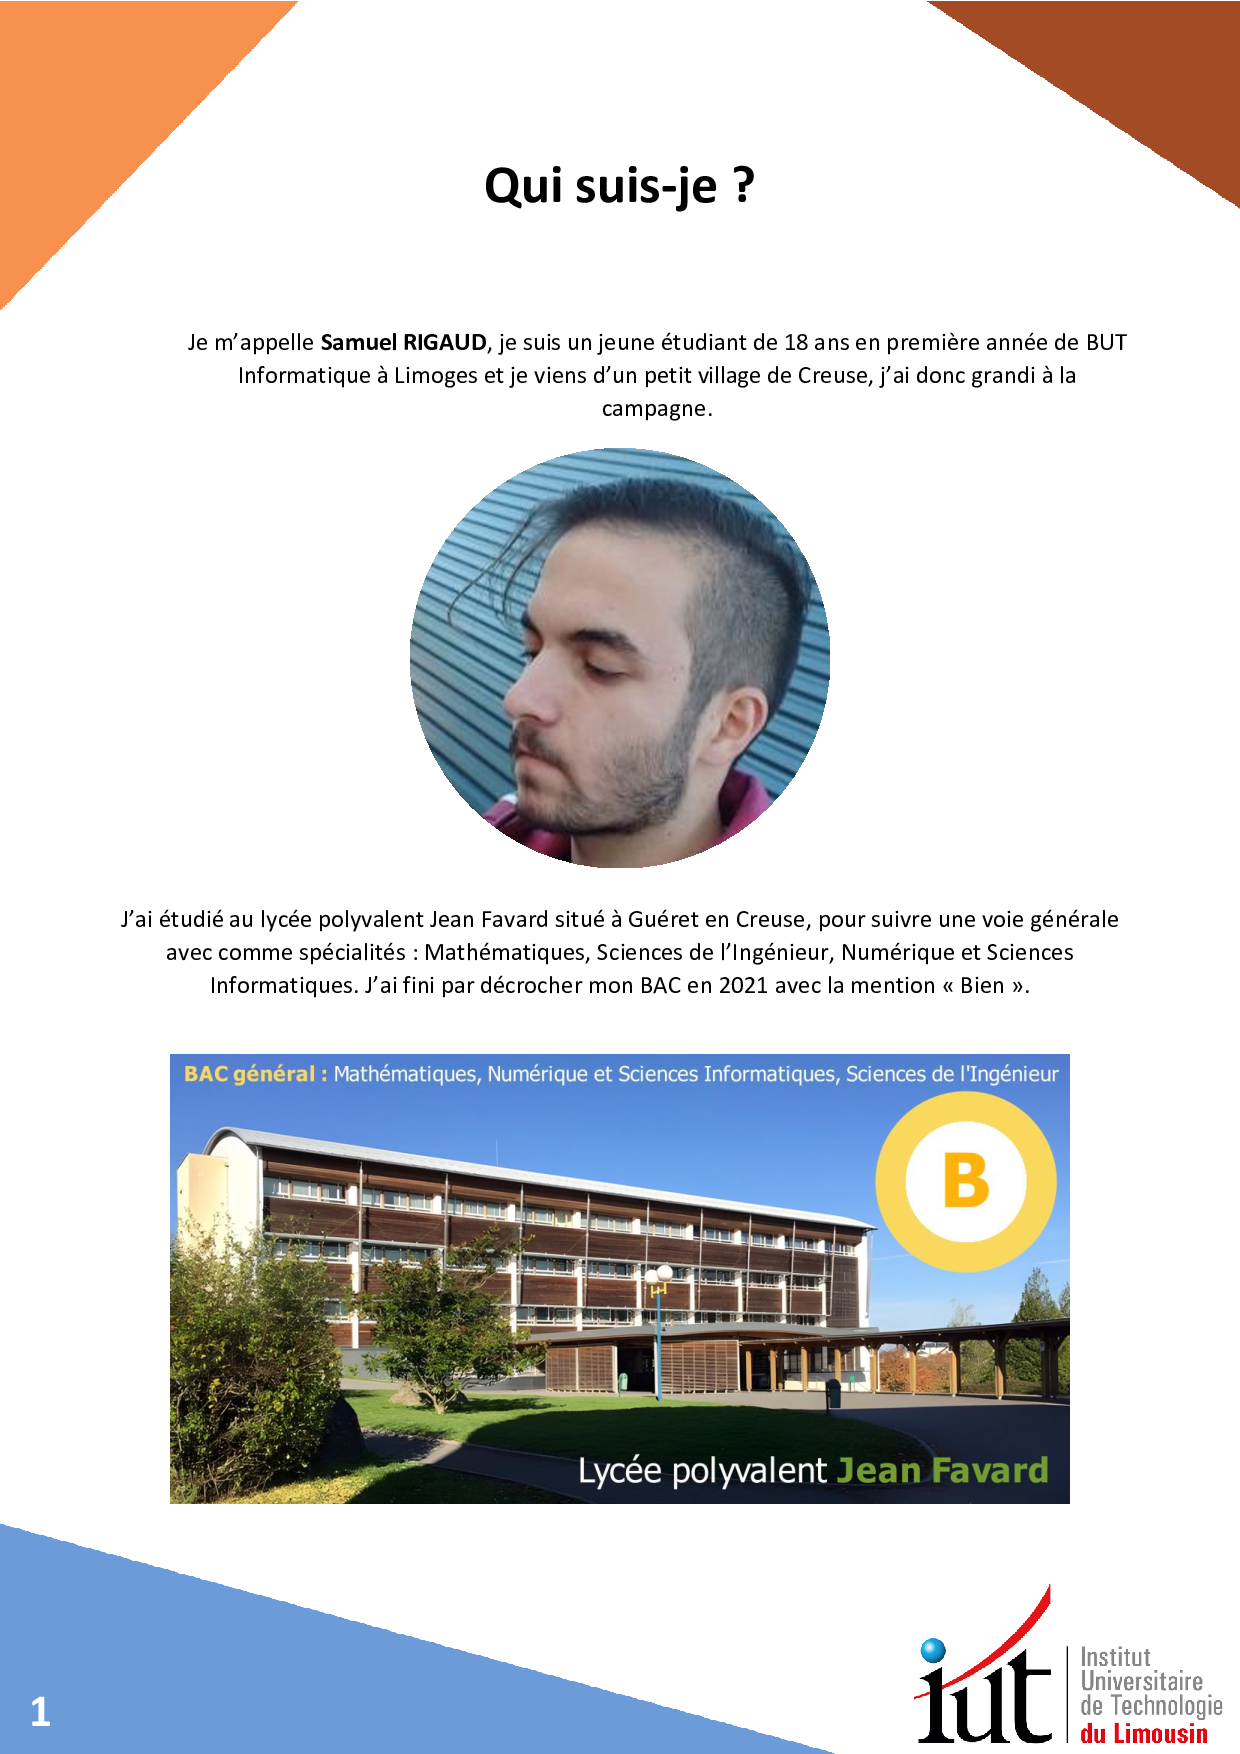 Qui suis-je ?
Je m’appelle Samuel RIGAUD, je suis un jeune étudiant de 18 ans en première année de BUT
Informatique à Limoges et je viens d’un petit village de Creuse, j’ai donc grandi à la
campagne.
J’ai étudié au lycée polyvalent Jean Favard situé à Guéret en Creuse, pour suivre une voie générale
avec comme spécialités : Mathématiques, Sciences de l’Ingénieur, Numérique et Sciences
Informatiques. J’ai fini par décrocher mon BAC en 2021 avec la mention « Bien ».
BAC général : Mathématiques, Numérique et Sciences Informatiques, Sciences de l'Ingénieur
B
Lycée polyvalent Jean Favard
1
iut
Institut
Universitaire
de Technologie
du Limousin